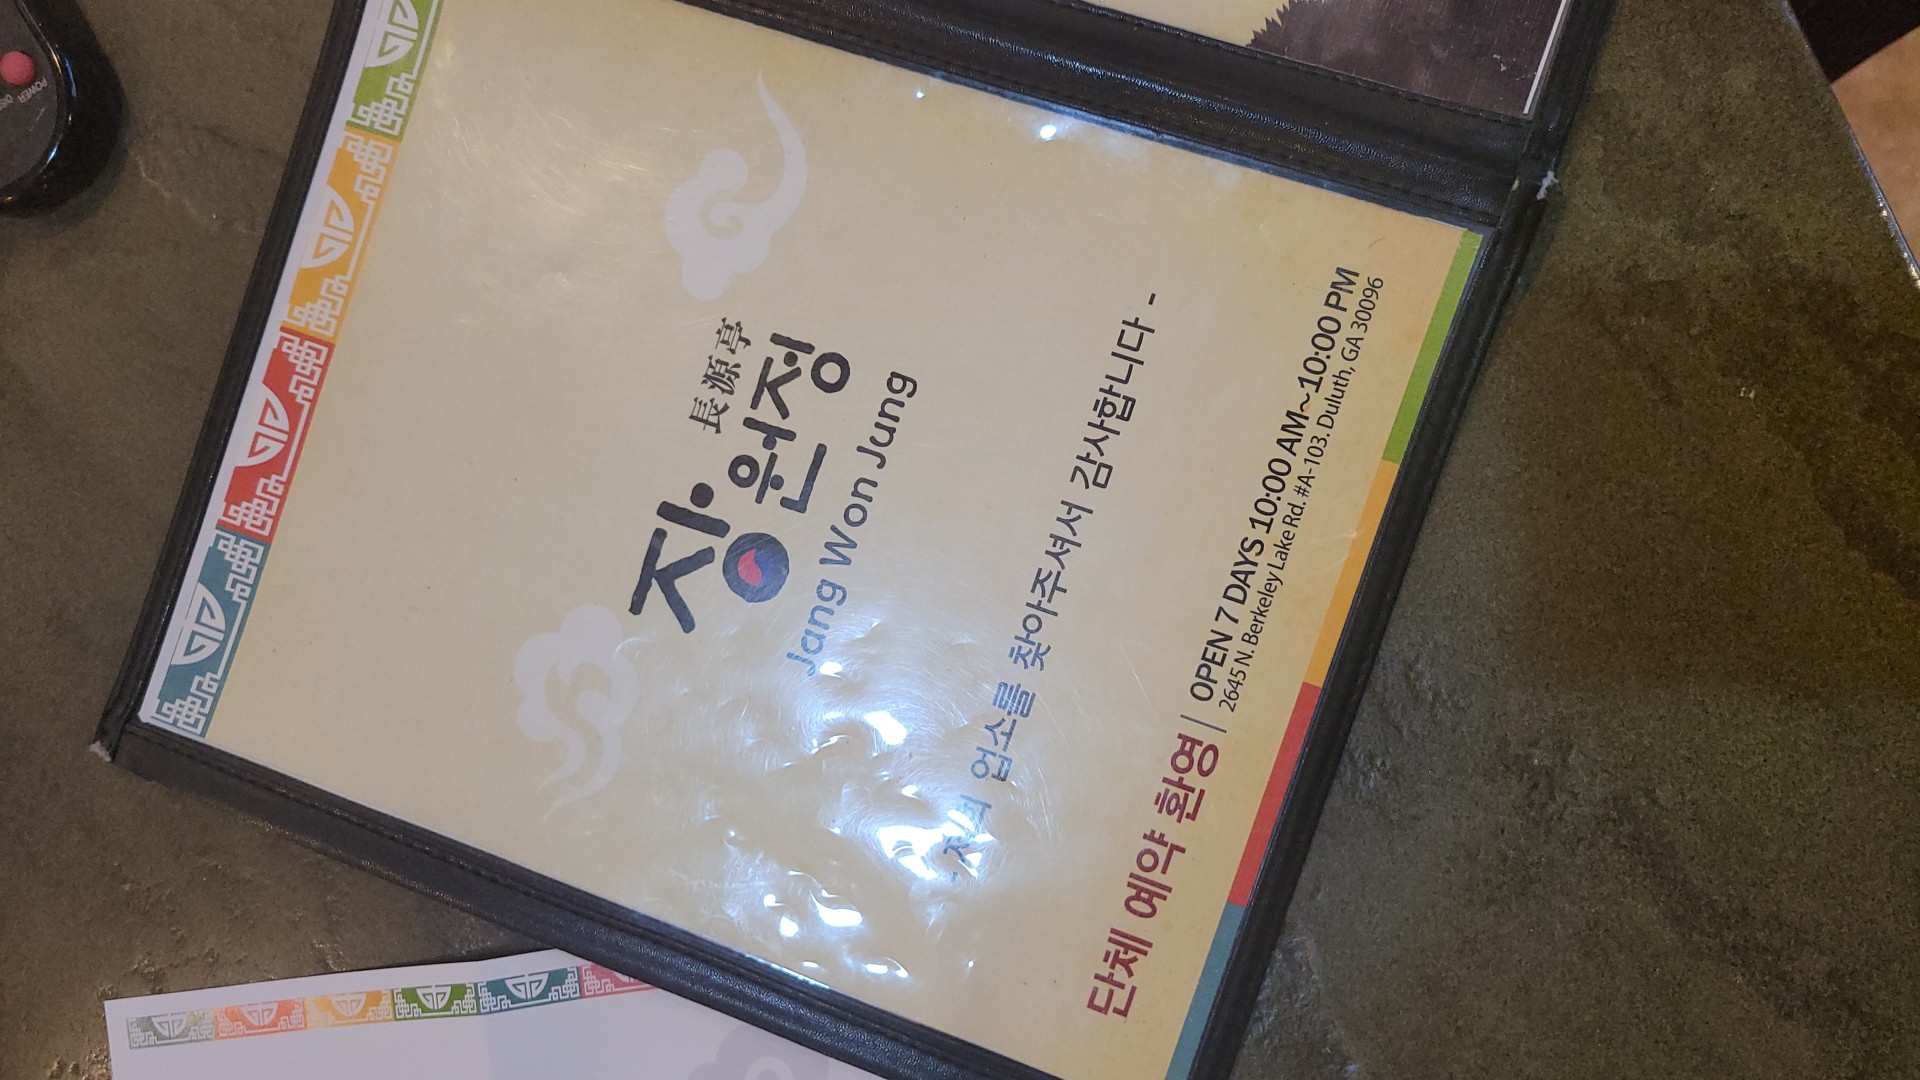 長源亭
장원정
Jang Won Jung
- 저희 업소를 찾아주셔서 감사합니다 -
단체 예약 환영 | OPEN 7 DAYS 10:00 AM~10:00 PM
2645 N. Berkeley Lake Rd. #A-103. Duluth, GA 30096
POWER